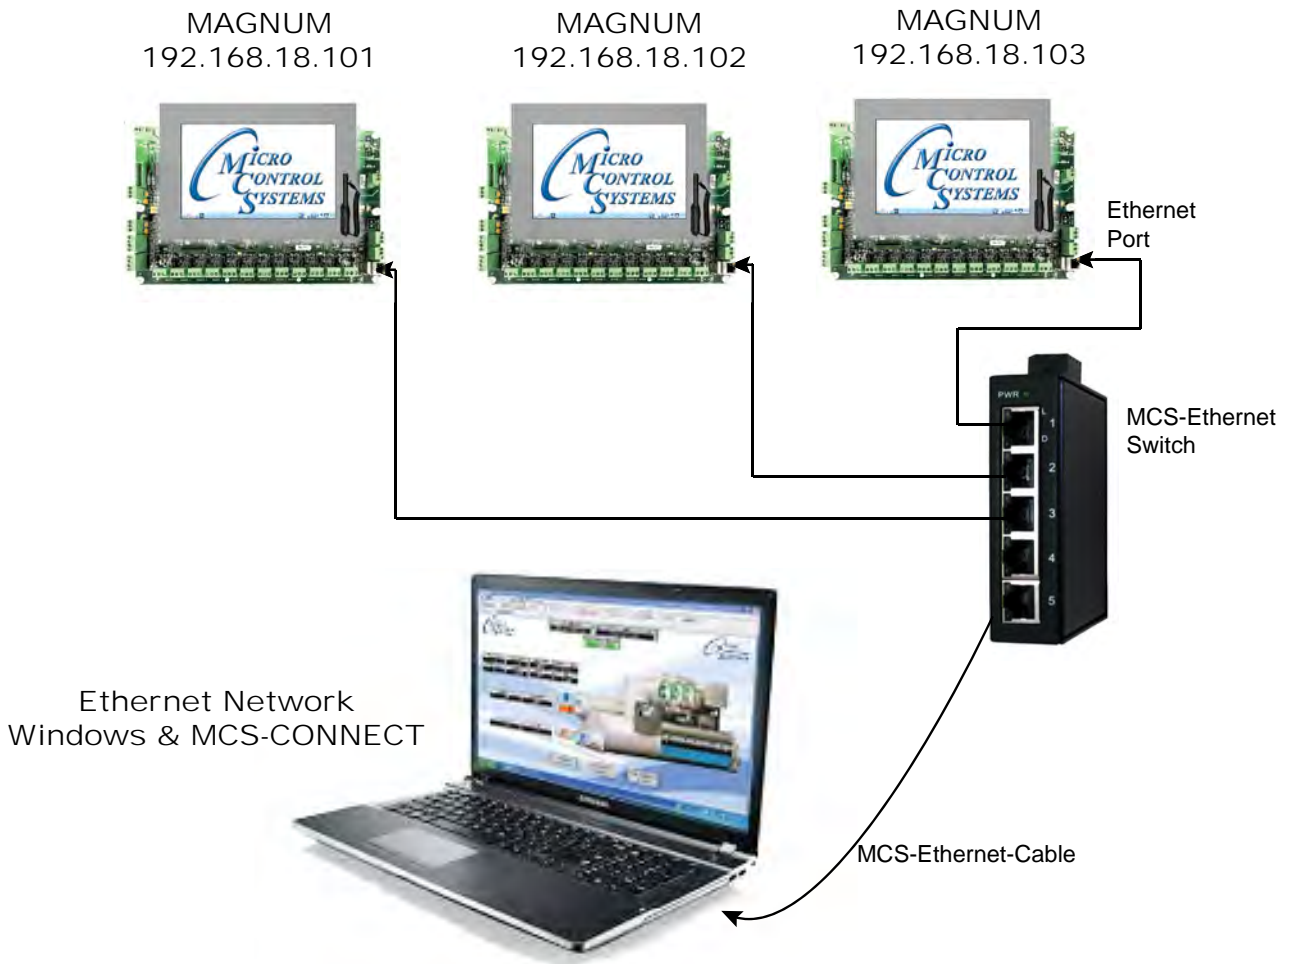 MAGNUM
192.168.18.101
MAGNUM
192.168.18.102
MAGNUM
192.168.18.103
MICRO
CONTROL
SYSTEMS
MICRO
CONTROL
SYSTEMS
MICRO
CONTROL
SYSTEMS
Ethernet
Port
PWR
L
1
D
2
3
4
5
MCS-Ethernet
Switch
Ethernet Network
Windows & MCS-CONNECT
SAMSUNG
MCS-Ethernet-Cable